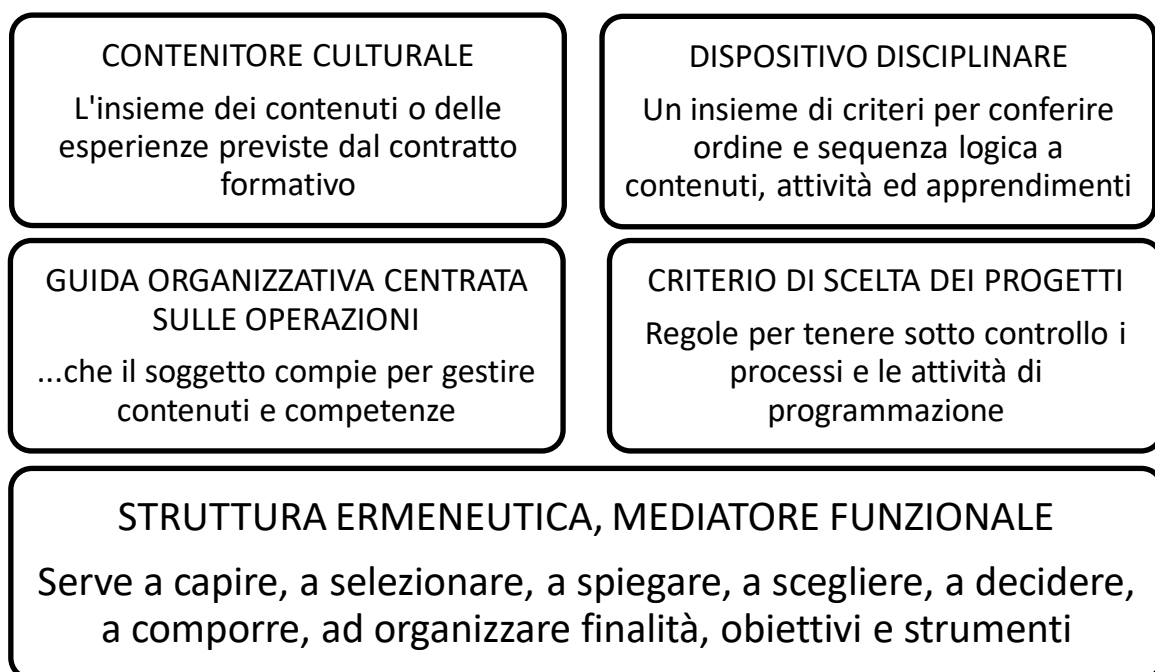 CONTENITORE CULTURALE
L'insieme dei contenuti o delle
esperienze previste dal contratto
formativo
DISPOSITIVO DISCIPLINARE
Un insieme di criteri per conferire
ordine e sequenza logica a
contenuti, attività ed apprendimenti
GUIDA ORGANIZZATIVA CENTRATA
SULLE OPERAZIONI
...che il soggetto compie per gestire
contenuti e competenze
CRITERIO DI SCELTA DEI PROGETTI
Regole per tenere sotto controllo i
processi e le attività di
programmazione
STRUTTURA ERMENEUTICA, MEDIATORE FUNZIONALE
Serve a capire, a selezionare, a spiegare, a scegliere, a decidere,
a comporre, ad organizzare finalità, obiettivi e strumenti